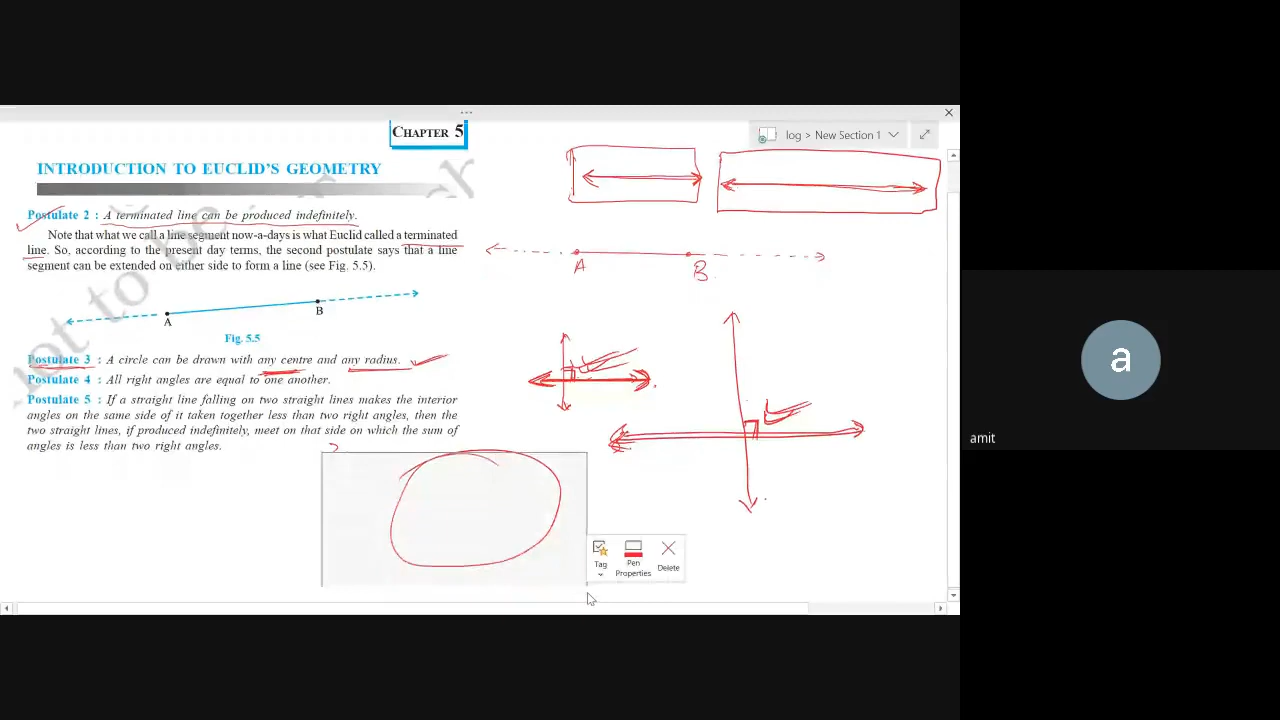 CHAPTER 5
log > New Section 1
INTRODUCTION TO EUCLID'S GEOMETRY
Postulate 2 : A terminated line can be produced indefinitely.
Note that what we call a line segment now-a-days is what Euclid called a terminated
line. So, according to the present day terms, the second postulate says that a line
segment can be extended on either side to form a line (see Fig. 5.5).
A
B
A
B
Fig. 5.5
Postulate 3 : A circle can be drawn with any centre and any radius.
Postulate 4 : All right angles are equal to one another.
Postulate 5 : If a straight line falling on two straight lines makes the interior
angles on the same side of it taken together less than two right angles, then the
two straight lines, if produced indefinitely, meet on that side on which the sum of
angles is less than two right angles.
Tag
Pen
Properties
Delete
a
amit
not to be